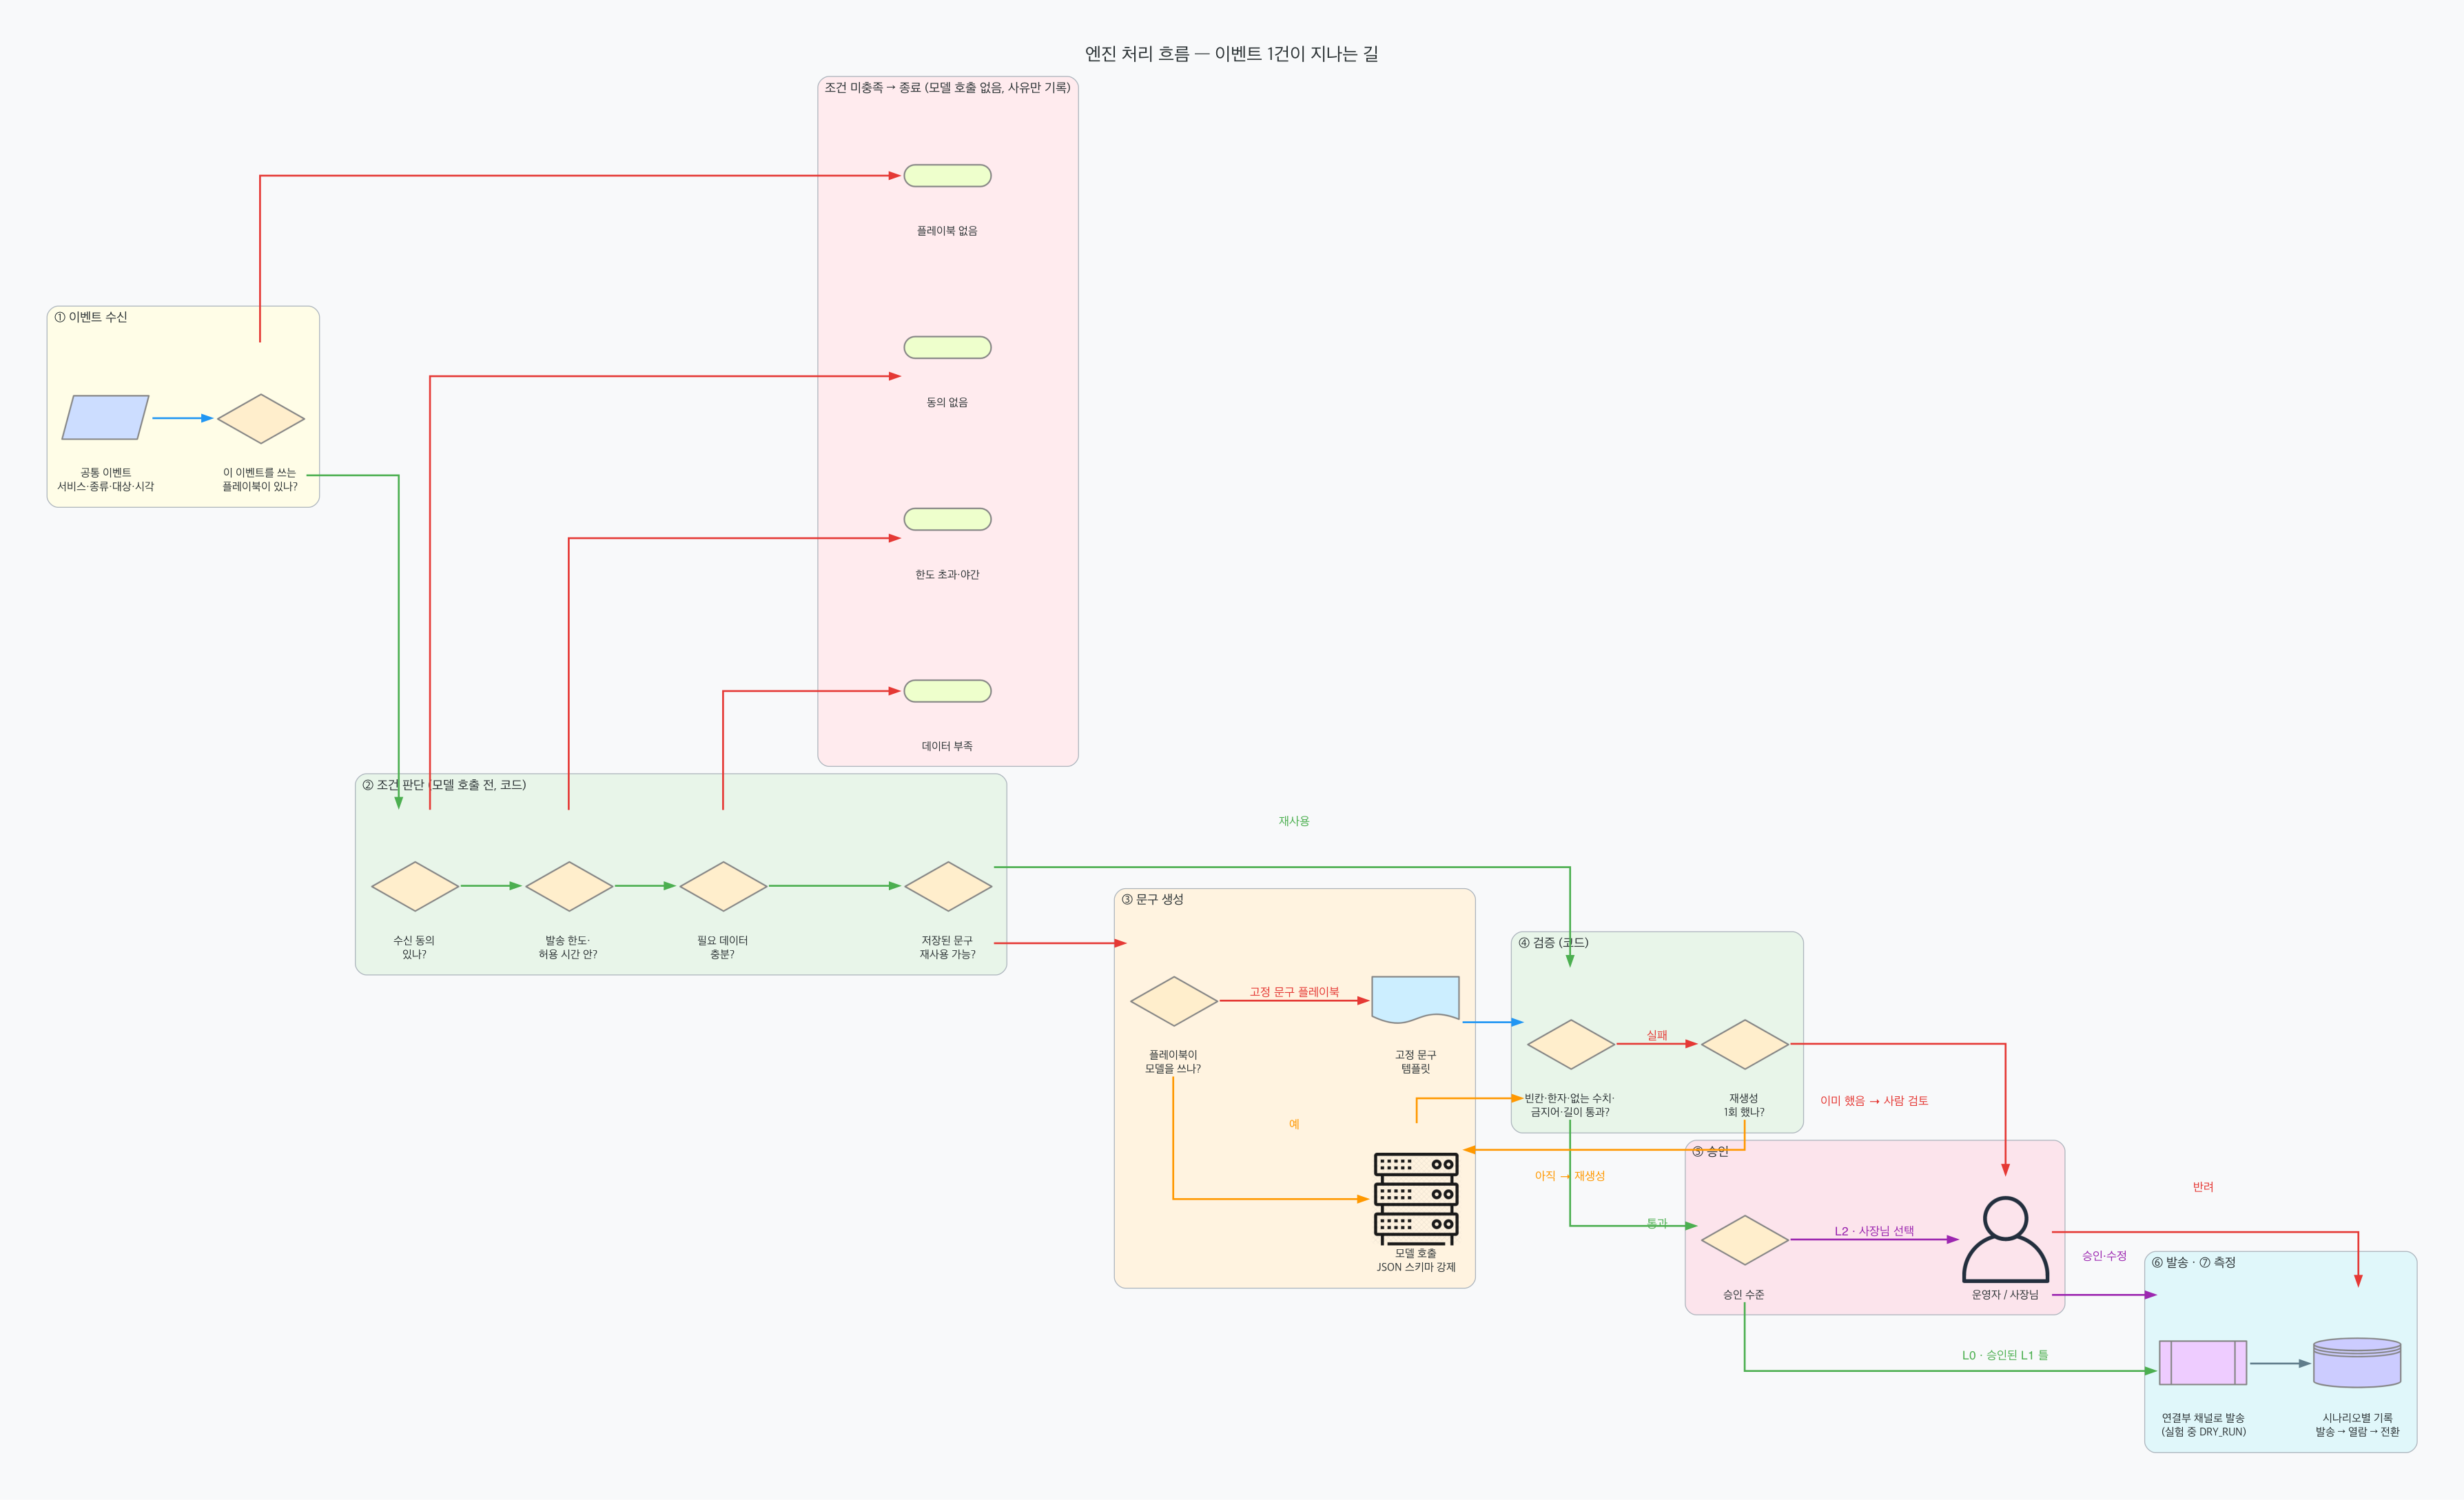 엔진 처리 흐름 — 이벤트 1건이 지나는 길
조건 미충족 → 종료 (모델 호출 없음, 사유만 기록)
플레이북 없음
동의 없음
한도 초과·야간
데이터 부족
① 이벤트 수신
공통 이벤트
서비스·종류·대상·시각
이 이벤트를 쓰는
플레이북이 있나?
② 조건 판단 (모델 호출 전, 코드)
수신 동의
있나?
발송 한도·
허용 시간 안?
필요 데이터
충분?
저장된 문구
재사용 가능?
재사용
③ 문구 생성
플레이북이
모델을 쓰나?
고정 문구 플레이북
고정 문구
템플릿
예
모델 호출
JSON 스키마 강제
④ 검증 (코드)
빈칸·한자·없는 수치·
금지어·길이 통과?
실패
재생성
1회 했나?
이미 했음 → 사람 검토
아직 → 재생성
통과
⑤ 승인
승인 수준
L2 · 사장님 선택
운영자 / 사장님
반려
승인·수정
L0 · 승인된 L1 틀
⑥ 발송 · ⑦ 측정
연결부 채널로 발송
(실험 중 DRY_RUN)
시나리오별 기록
발송 → 열람 → 전환